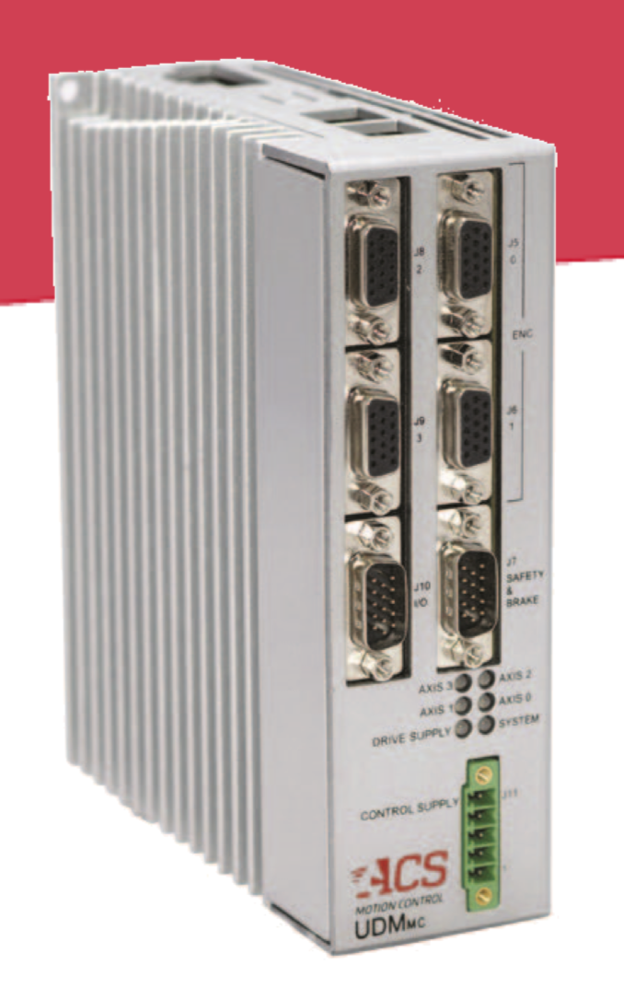 J8
2
J5
0
ENC
J9
3
J6
1
J10
I/O
J7
SAFETY
&
BRAKE
AXIS 3
AXIS 2
AXIS 1
AXIS 0
DRIVE SUPPLY
SYSTEM
CONTROL SUPPLY
J11
1
ACS
MOTION CONTROL
UDMMC